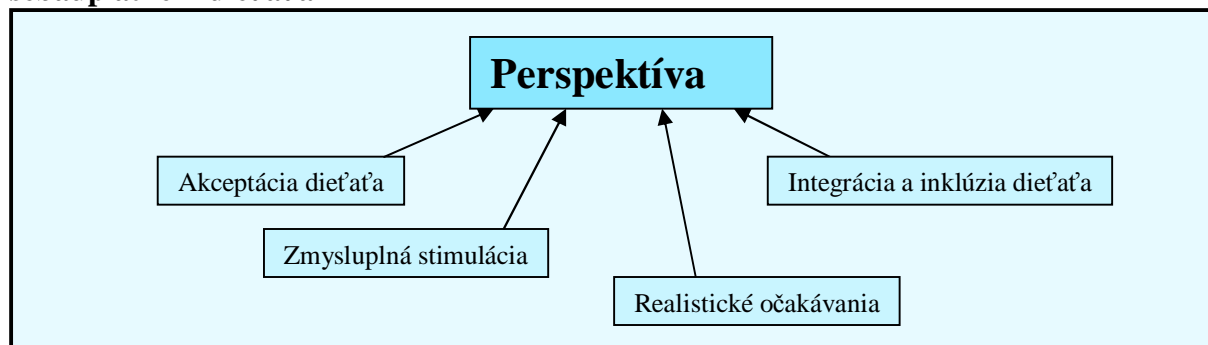 Perspektíva
Akceptácia dieťaťa
Integrácia a inklúzia dieťaťa
Zmysluplná stimulácia
Realistické očakávania